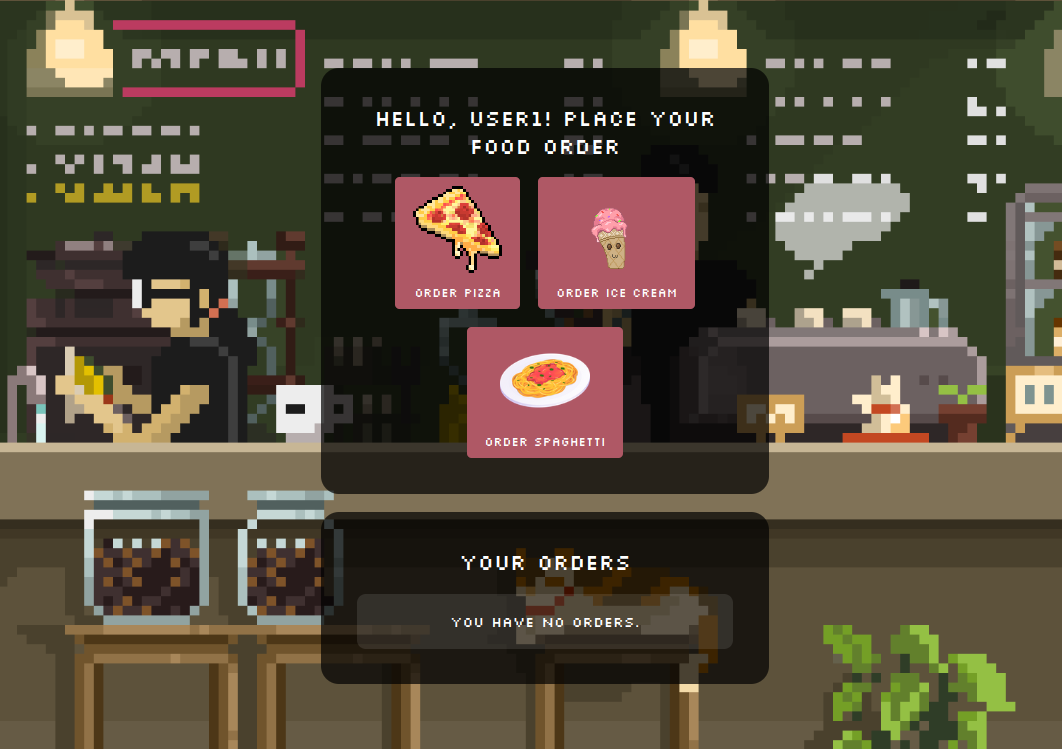 HELLO, USER1! PLACE YOUR
FOOD ORDER
ORDER PIZZA
ORDER ICE CREAM
ORDER SPAGHETTI
YOUR ORDERS
YOU HAVE NO ORDERS.